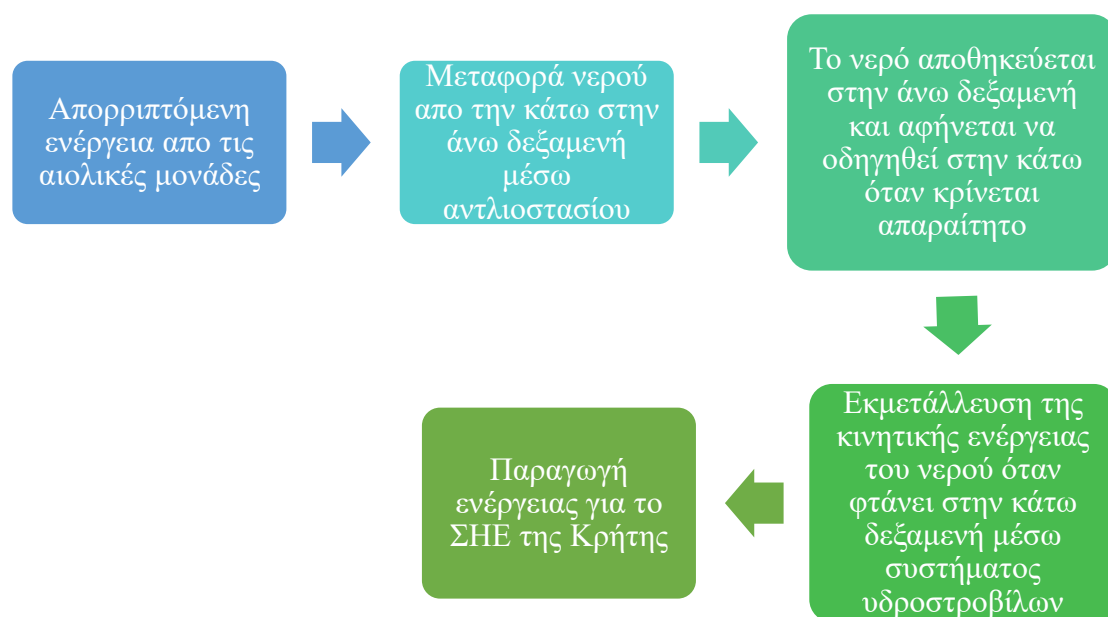 Απορριπτόμενη
ενέργεια απο τις
αιολικές μονάδες
Μεταφορά νερού
απο την κάτω στην
άνω δεξαμενή
μέσω
αντλιοστασίου
Το νερό αποθηκεύεται
στην άνω δεξαμενή
και αφήνεται να
οδηγηθεί στην κάτω
όταν κρίνεται
απαραίτητο
Εκμετάλλευση της
κινητικής ενέργειας
του νερού όταν
φτάνει στην κάτω
δεξαμενή μέσω
συστήματος
υδροστροβίλων
Παραγωγή
ενέργειας για το
ΣΗΕ της Κρήτης